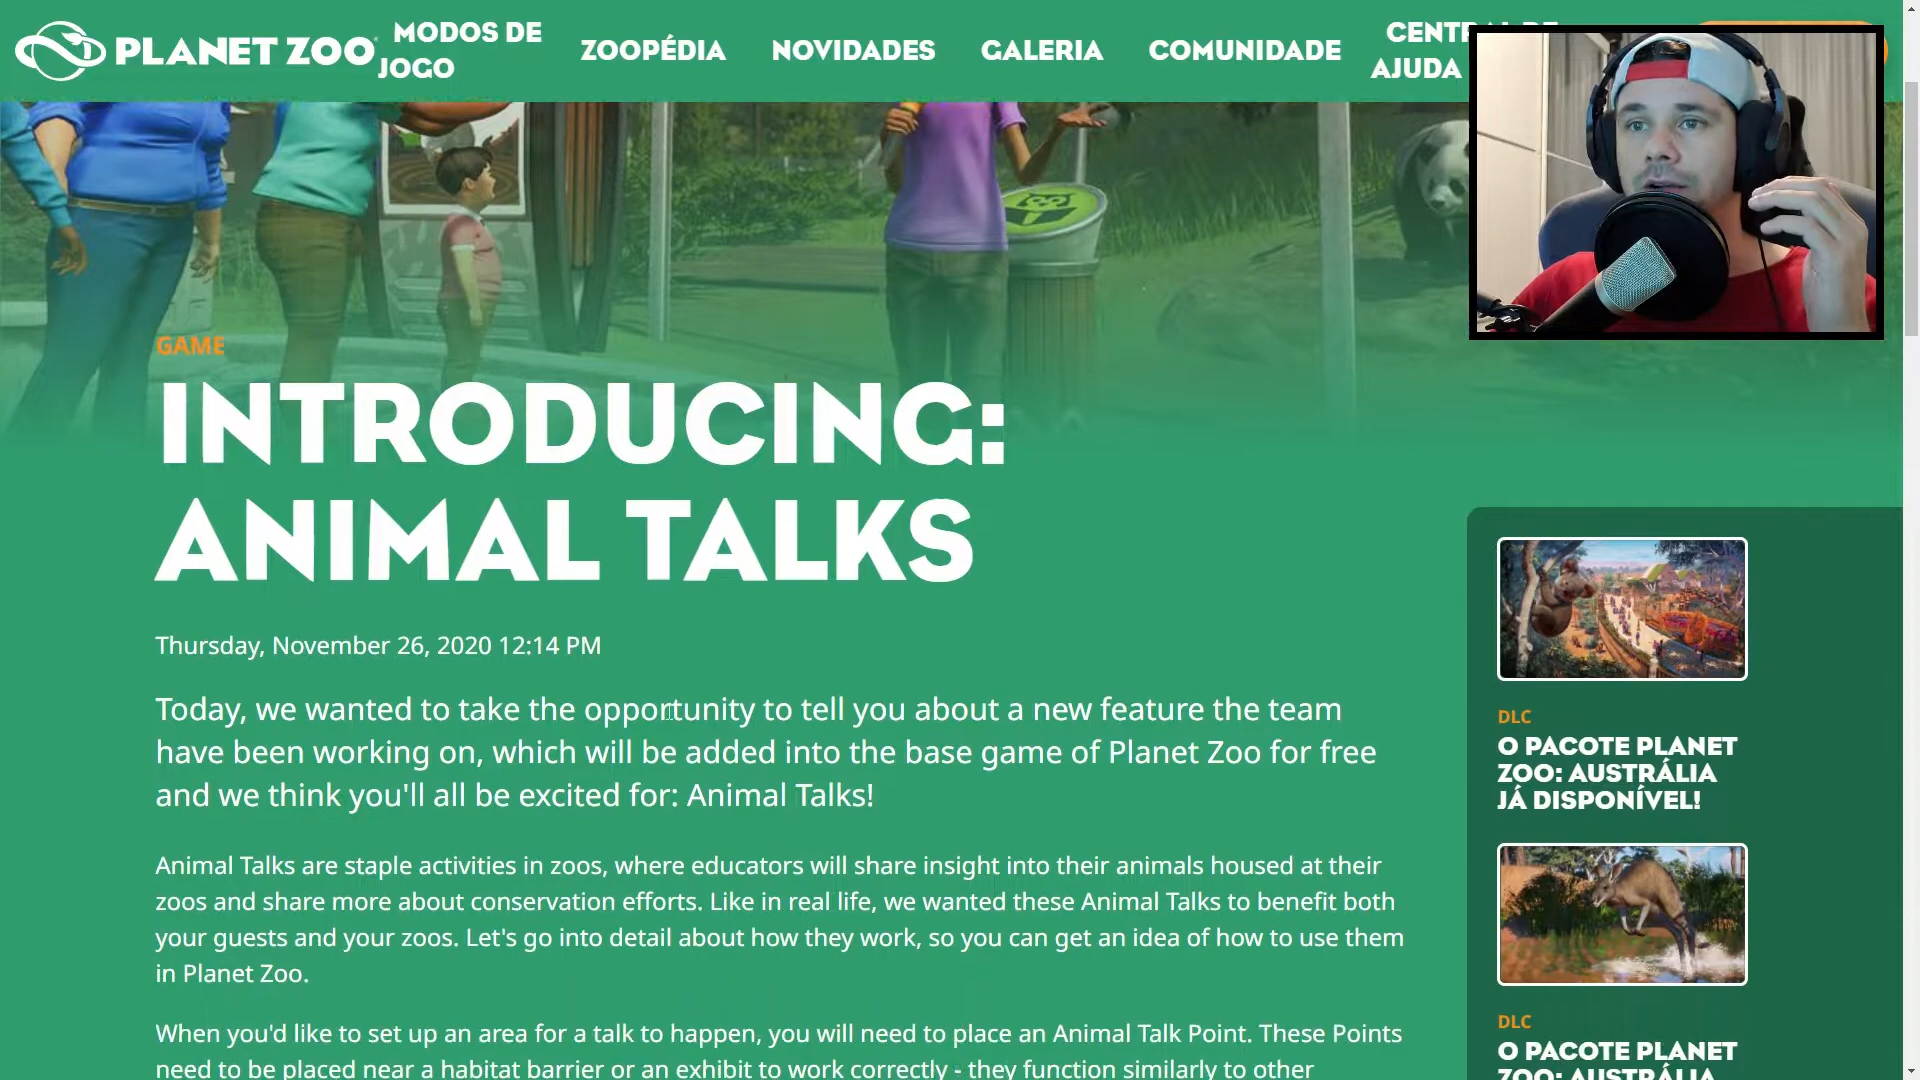 PLANET ZOO
MODOS DE
JOGO
ZOOPÉDIA
NOVIDADES
GALERIA
COMUNIDADE
AJUDA
GAME
INTRODUCING:
ANIMAL TALKS
Thursday, November 26, 2020 12:14 PM
Today, we wanted to take the opportunity to tell you about a new feature the team
have been working on, which will be added into the base game of Planet Zoo for free
and we think you'll all be excited for: Animal Talks!
Animal Talks are staple activities in zoos, where educators will share insight into their animals housed at their
zoos and share more about conservation efforts. Like in real life, we wanted these Animal Talks to benefit both
your guests and your zoos. Let's go into detail about how they work, so you can get an idea of how to use them
in Planet Zoo.
When you'd like to set up an area for a talk to happen, you will need to place an Animal Talk Point. These Points
need to be placed near a habitat barrier or an exhibit to work correctly - they function similarly to other
DLC
O PACOTE PLANET
ZOO: AUSTRÁLIA
JÁ DISPONÍVEL!
DLC
O PACOTE PLANET
ZOO: AUSTRÁLIA